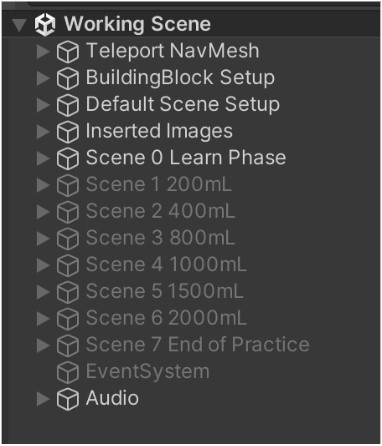 Working Scene
Teleport NavMesh
BuildingBlock Setup
Default Scene Setup
Inserted Images
Scene 0 Learn Phase
Scene 1 200mL
Scene 2 400mL
Scene 3 800mL
Scene 4 1000mL
Scene 5 1500mL
Scene 6 2000mL
Scene 7 End of Practice
EventSystem
Audio